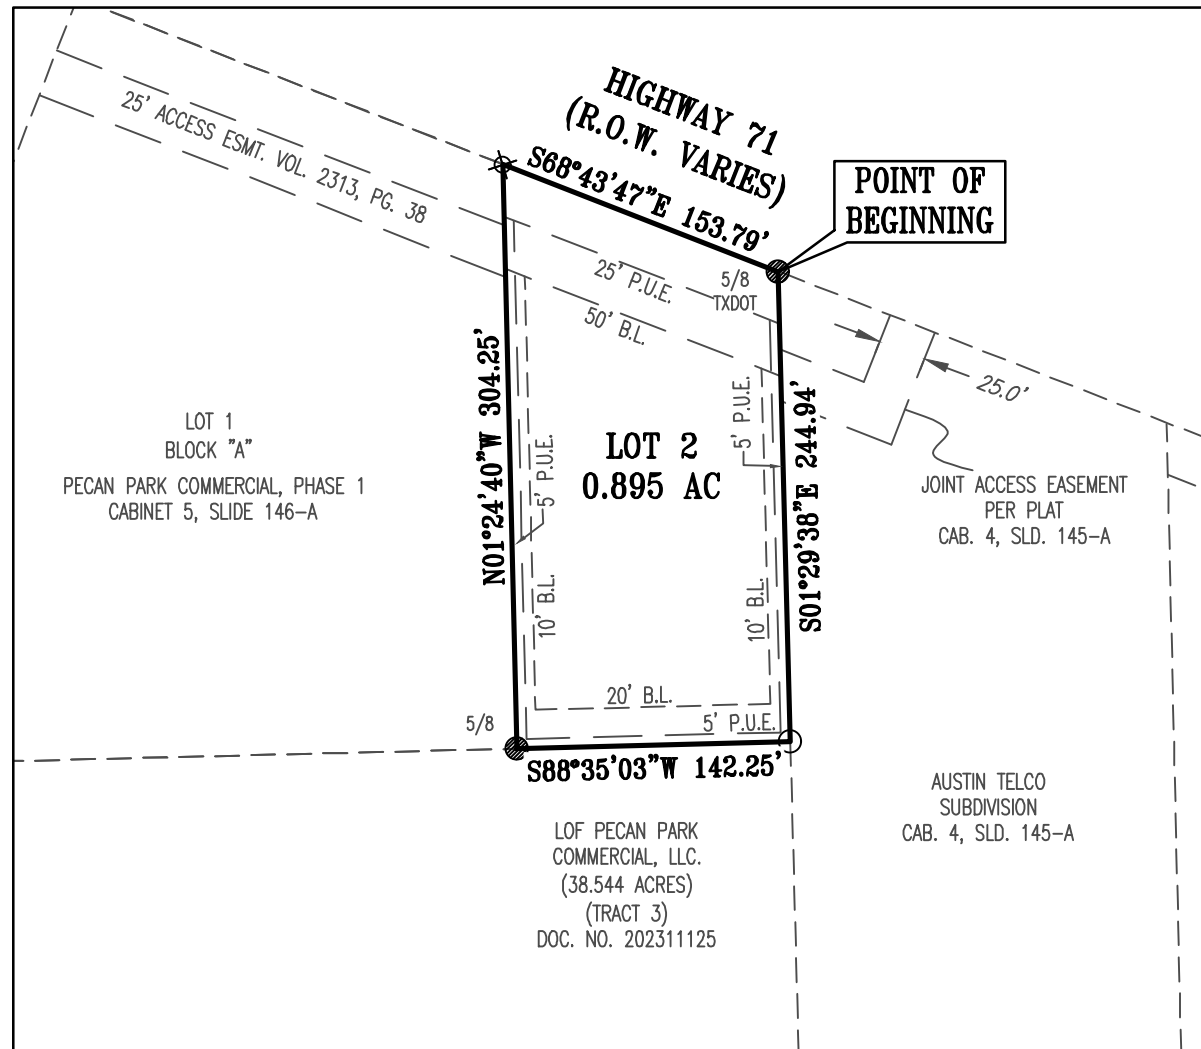 HIGHWAY 71
(R.O.W. VARIES)
S68°43'47"E 153.79'
POINT OF
BEGINNING
25' ACCESS ESMT. VOL. 2313, PG. 38
25' P.U.E.
5/8
TXDOT
50' B.L.
25.0'
N01°24'40"W 304.25'
LOT 1
BLOCK "A"
PECAN PARK COMMERCIAL, PHASE 1
CABINET 5, SLIDE 146-A
5' P.U.E.
LOT 2
0.895 AC
5' P.U.E.
S01°29'38"E 244.94'
JOINT ACCESS EASEMENT
PER PLAT
CAB. 4, SLD. 145-A
10' B.L.
10' B.L.
20' B.L.
5' P.U.E.
5/8
S88°35'03"W 142.25'
AUSTIN TELCO
SUBDIVISION
CAB. 4, SLD. 145-A
LOF PECAN PARK
COMMERCIAL, LLC.
(38.544 ACRES)
(TRACT 3)
DOC. NO. 202311125